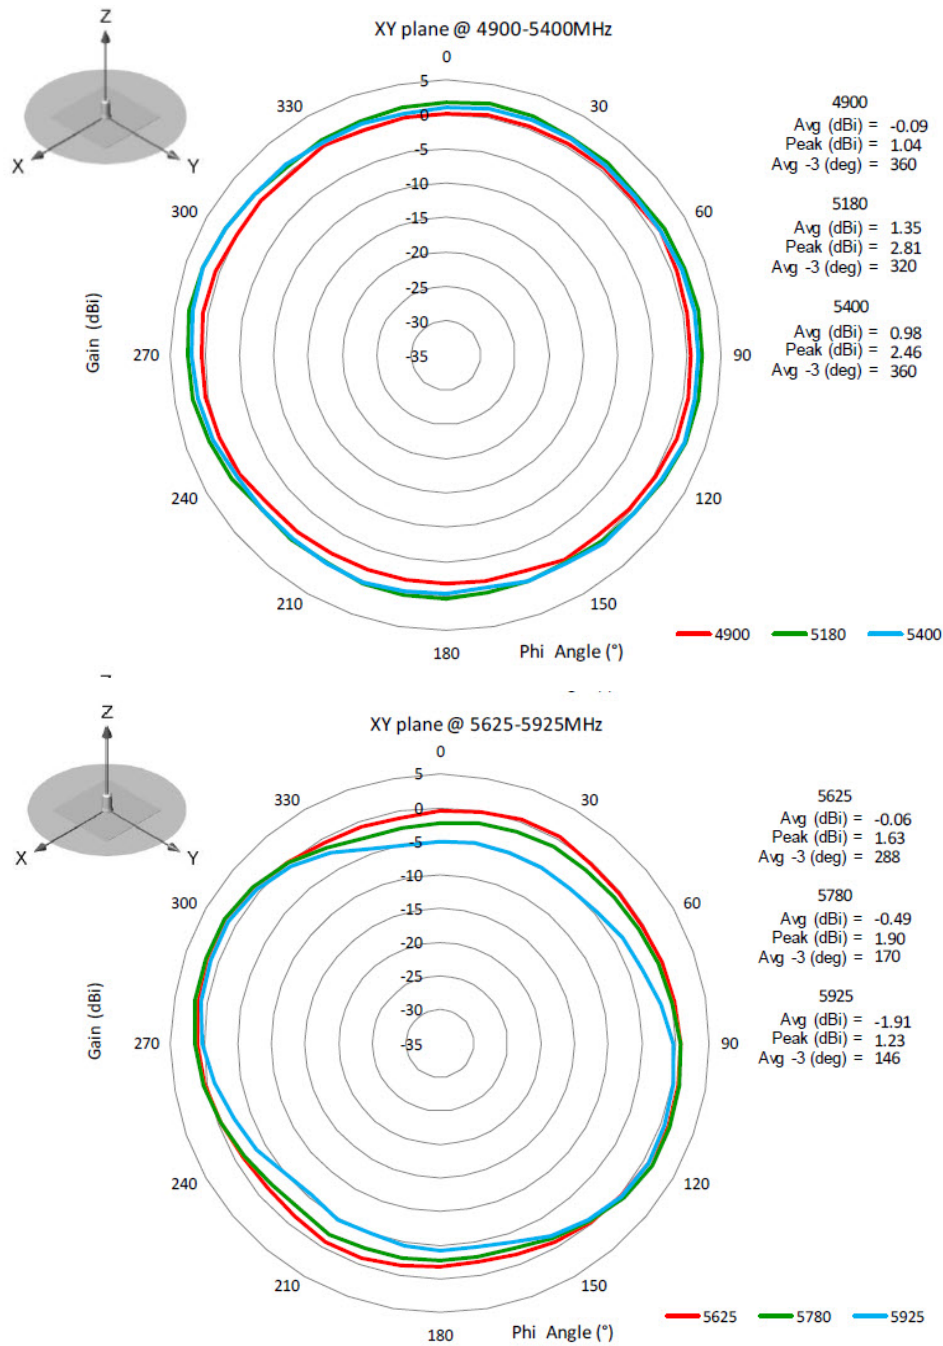 XY plane @ 4900-5400MHz
Z
X
Y
0
30
60
90
120
150
180
210
240
270
300
330
5
0
-5
-10
-15
-20
-25
-30
-35
Gain (dBi)
Phi Angle (°)
4900
Avg (dBi) = -0.09
Peak (dBi) = 1.04
Avg -3 (deg) = 360
5180
Avg (dBi) = 1.35
Peak (dBi) = 2.81
Avg -3 (deg) = 320
5400
Avg (dBi) = 0.98
Peak (dBi) = 2.46
Avg -3 (deg) = 360
4900 5180 5400
XY plane @ 5625-5925MHz
Z
X
Y
0
30
60
90
120
150
180
210
240
270
300
330
5
0
-5
-10
-15
-20
-25
-30
-35
Gain (dBi)
Phi Angle (°)
5625
Avg (dBi) = -0.06
Peak (dBi) = 1.63
Avg -3 (deg) = 288
5780
Avg (dBi) = -0.49
Peak (dBi) = 1.90
Avg -3 (deg) = 170
5925
Avg (dBi) = -1.91
Peak (dBi) = 1.23
Avg -3 (deg) = 146
5625 5780 5925